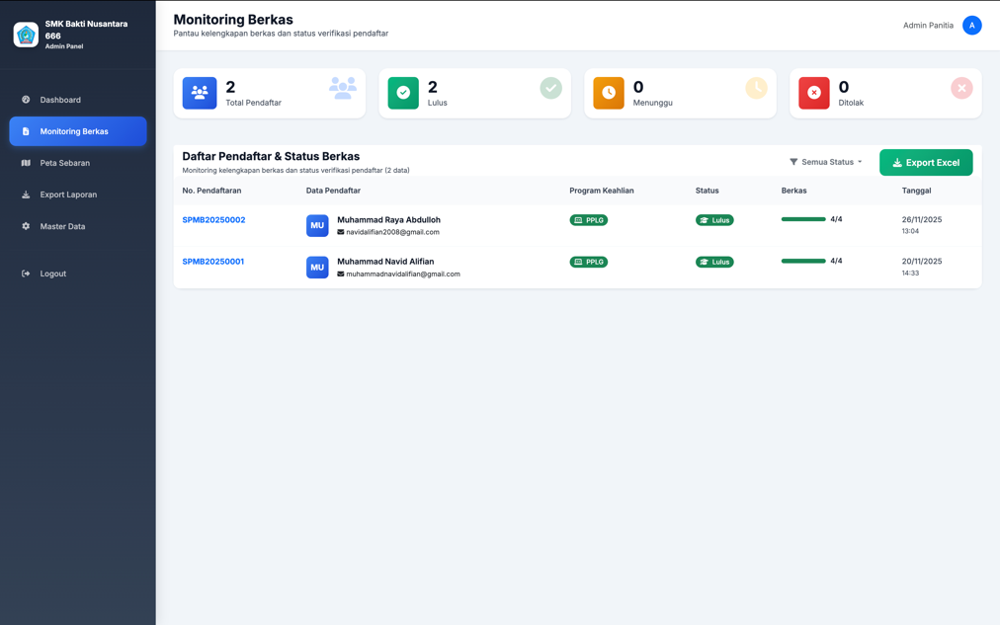 SMK Bakti Nusantara
666
Admin Panel
Dashboard
Monitoring Berkas
Peta Sebaran
Export Laporan
Master Data
Logout
Monitoring Berkas
Pantau kelengkapan berkas dan status verifikasi pendaftar
Admin Panitia
A
2
Total Pendaftar
2
Lulus
0
Menunggu
0
Ditolak
Daftar Pendaftar & Status Berkas
Monitoring kelengkapan berkas dan status verifikasi pendaftar (2 data)
Semua Status
Export Excel
No. Pendaftaran Data Pendaftar Program Keahlian Status Berkas Tanggal
SPMB20250002 MU Muhammad Raya Abdulloh PPLG Lulus 4/4 26/11/2025
navidalifian2008@gmail.com 13:04
SPMB20250001 MU Muhammad Navid Alifian PPLG Lulus 4/4 20/11/2025
muhammadnavidalifian@gmail.com 14:33